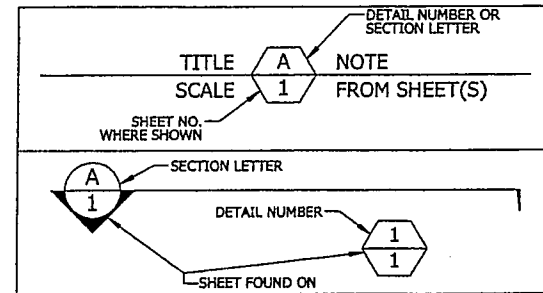 DETAIL NUMBER OR
SECTION LETTER
TITLE A NOTE
SCALE 1 FROM SHEET(S)
SHEET NO.
WHERE SHOWN
A
1
SECTION LETTER
DETAIL NUMBER
1
1
SHEET FOUND ON